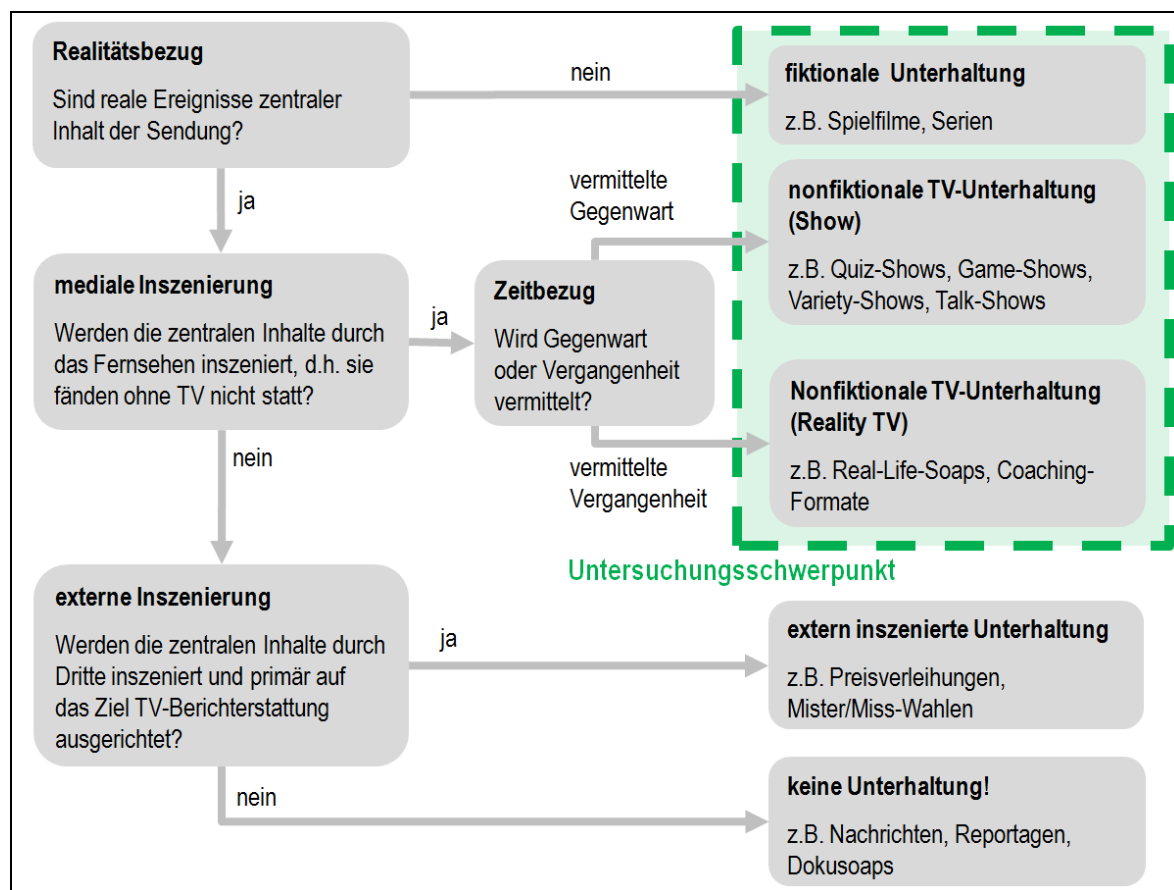 Realitätsbezug
Sind reale Ereignisse zentraler
Inhalt der Sendung?
nein
fiktionale Unterhaltung
z.B. Spielfilme, Serien
ja
vermittelte
Gegenwart
nonfiktionale TV-Unterhaltung
(Show)
z.B. Quiz-Shows, Game-Shows,
Variety-Shows, Talk-Shows
mediale Inszenierung
Werden die zentralen Inhalte durch
das Fernsehen inszeniert, d.h. sie
fänden ohne TV nicht statt?
ja
Zeitbezug
Wird Gegenwart
oder Vergangenheit
vermittelt?
Nonfiktionale TV-Unterhaltung
(Reality TV)
z.B. Real-Life-Soaps, Coaching-
Formate
nein
vermittelte
Vergangenheit
Untersuchungsschwerpunkt
externe Inszenierung
Werden die zentralen Inhalte durch
Dritte inszeniert und primär auf
das Ziel TV-Berichterstattung
ausgerichtet?
ja
extern inszenierte Unterhaltung
z.B. Preisverleihungen,
Mister/Miss-Wahlen
nein
keine Unterhaltung!
z.B. Nachrichten, Reportagen,
Dokusoaps